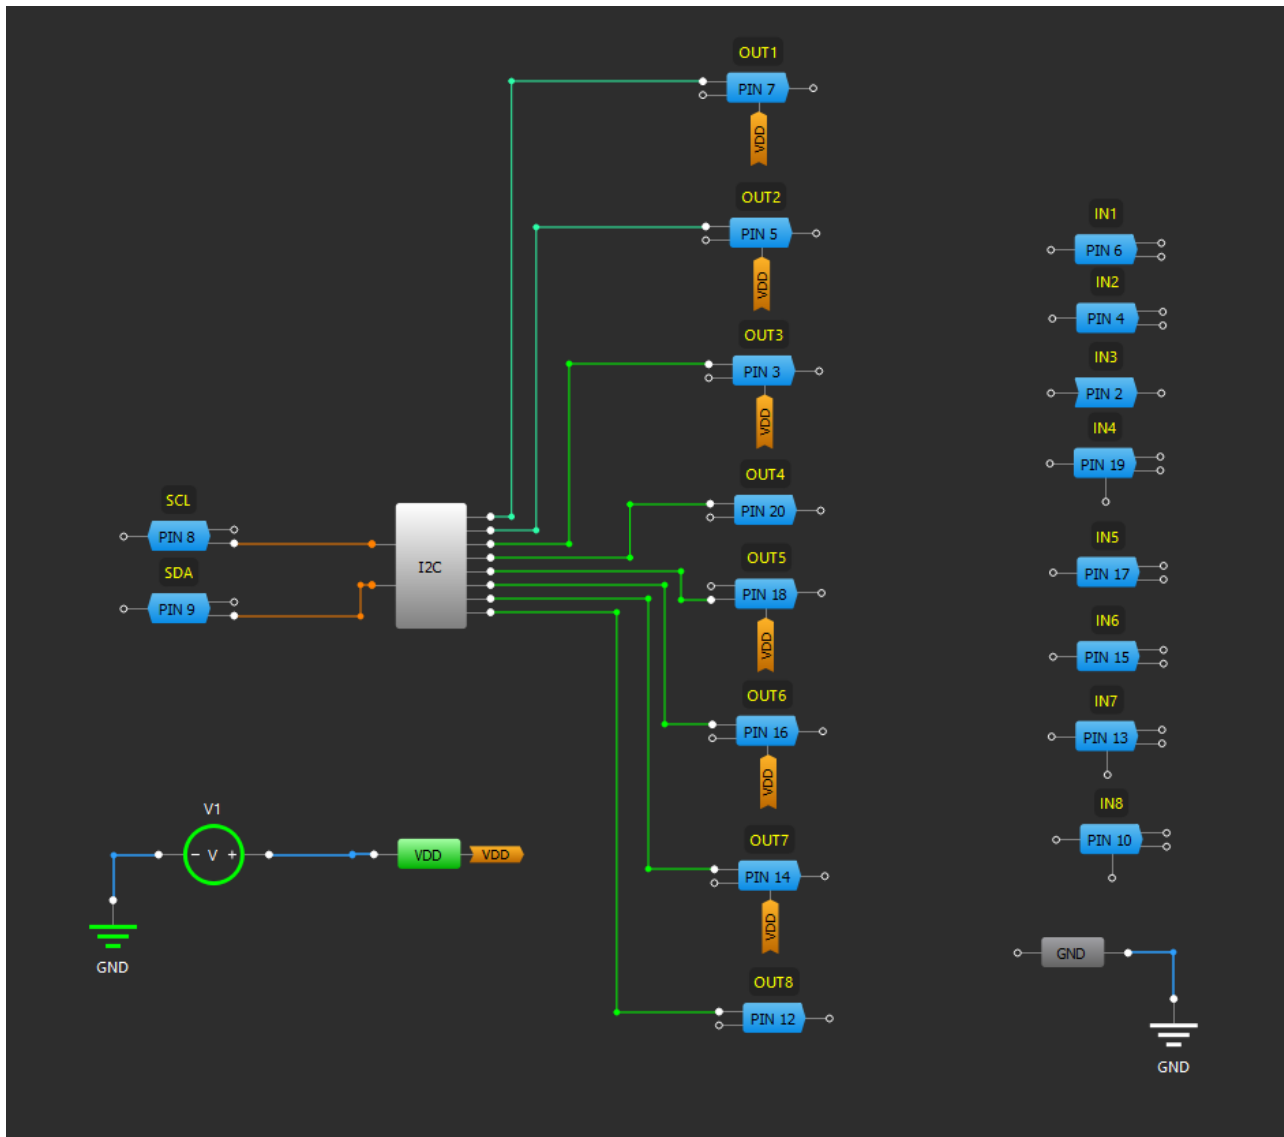 OUT1
PIN 7
VDD
OUT2
PIN 5
VDD
OUT3
PIN 3
VDD
OUT4
PIN 20
OUT5
PIN 18
VDD
OUT6
PIN 16
VDD
OUT7
PIN 14
VDD
OUT8
PIN 12
SCL
PIN 8
SDA
PIN 9
I2C
V1
− V +
VDD
VDD
GND
IN1
PIN 6
IN2
PIN 4
IN3
PIN 2
IN4
PIN 19
IN5
PIN 17
IN6
PIN 15
IN7
PIN 13
IN8
PIN 10
GND
GND